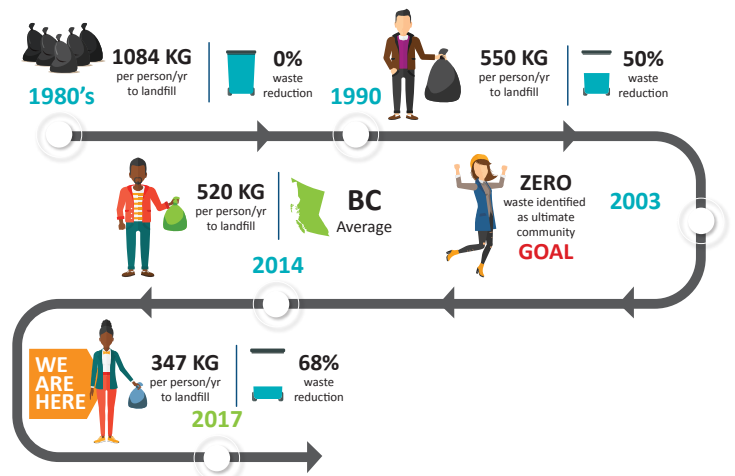 1084 KG
per person/yr
to landfill
0%
waste
reduction
1980's
1990
550 KG
per person/yr
to landfill
50%
waste
reduction
2003
ZERO
waste identified
as ultimate
community
GOAL
520 KG
per person/yr
to landfill
BC
Average
2014
WE
ARE
HERE
347 KG
per person/yr
to landfill
68%
waste
reduction
2017